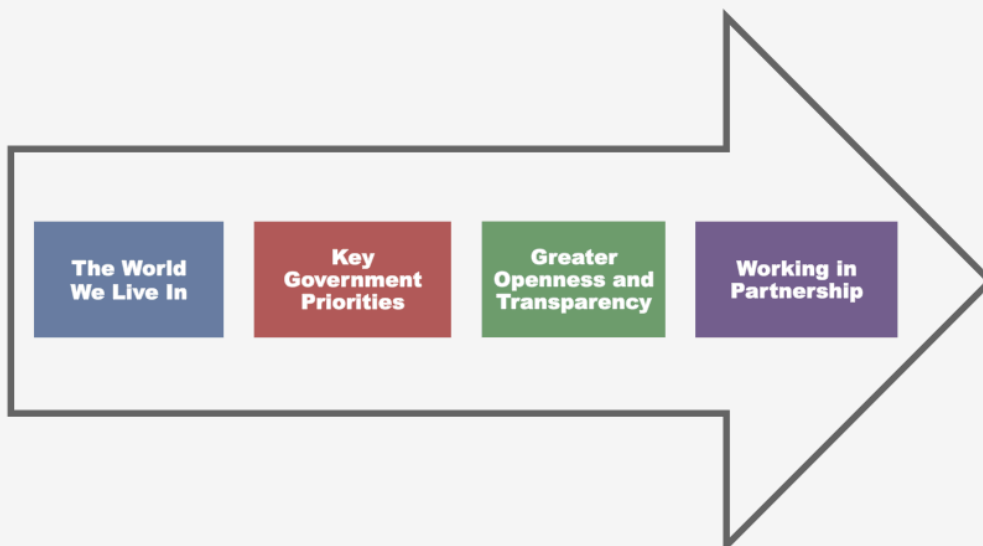 The World
We Live In
Key
Government
Priorities
Greater
Openness and
Transparency
Working in
Partnership